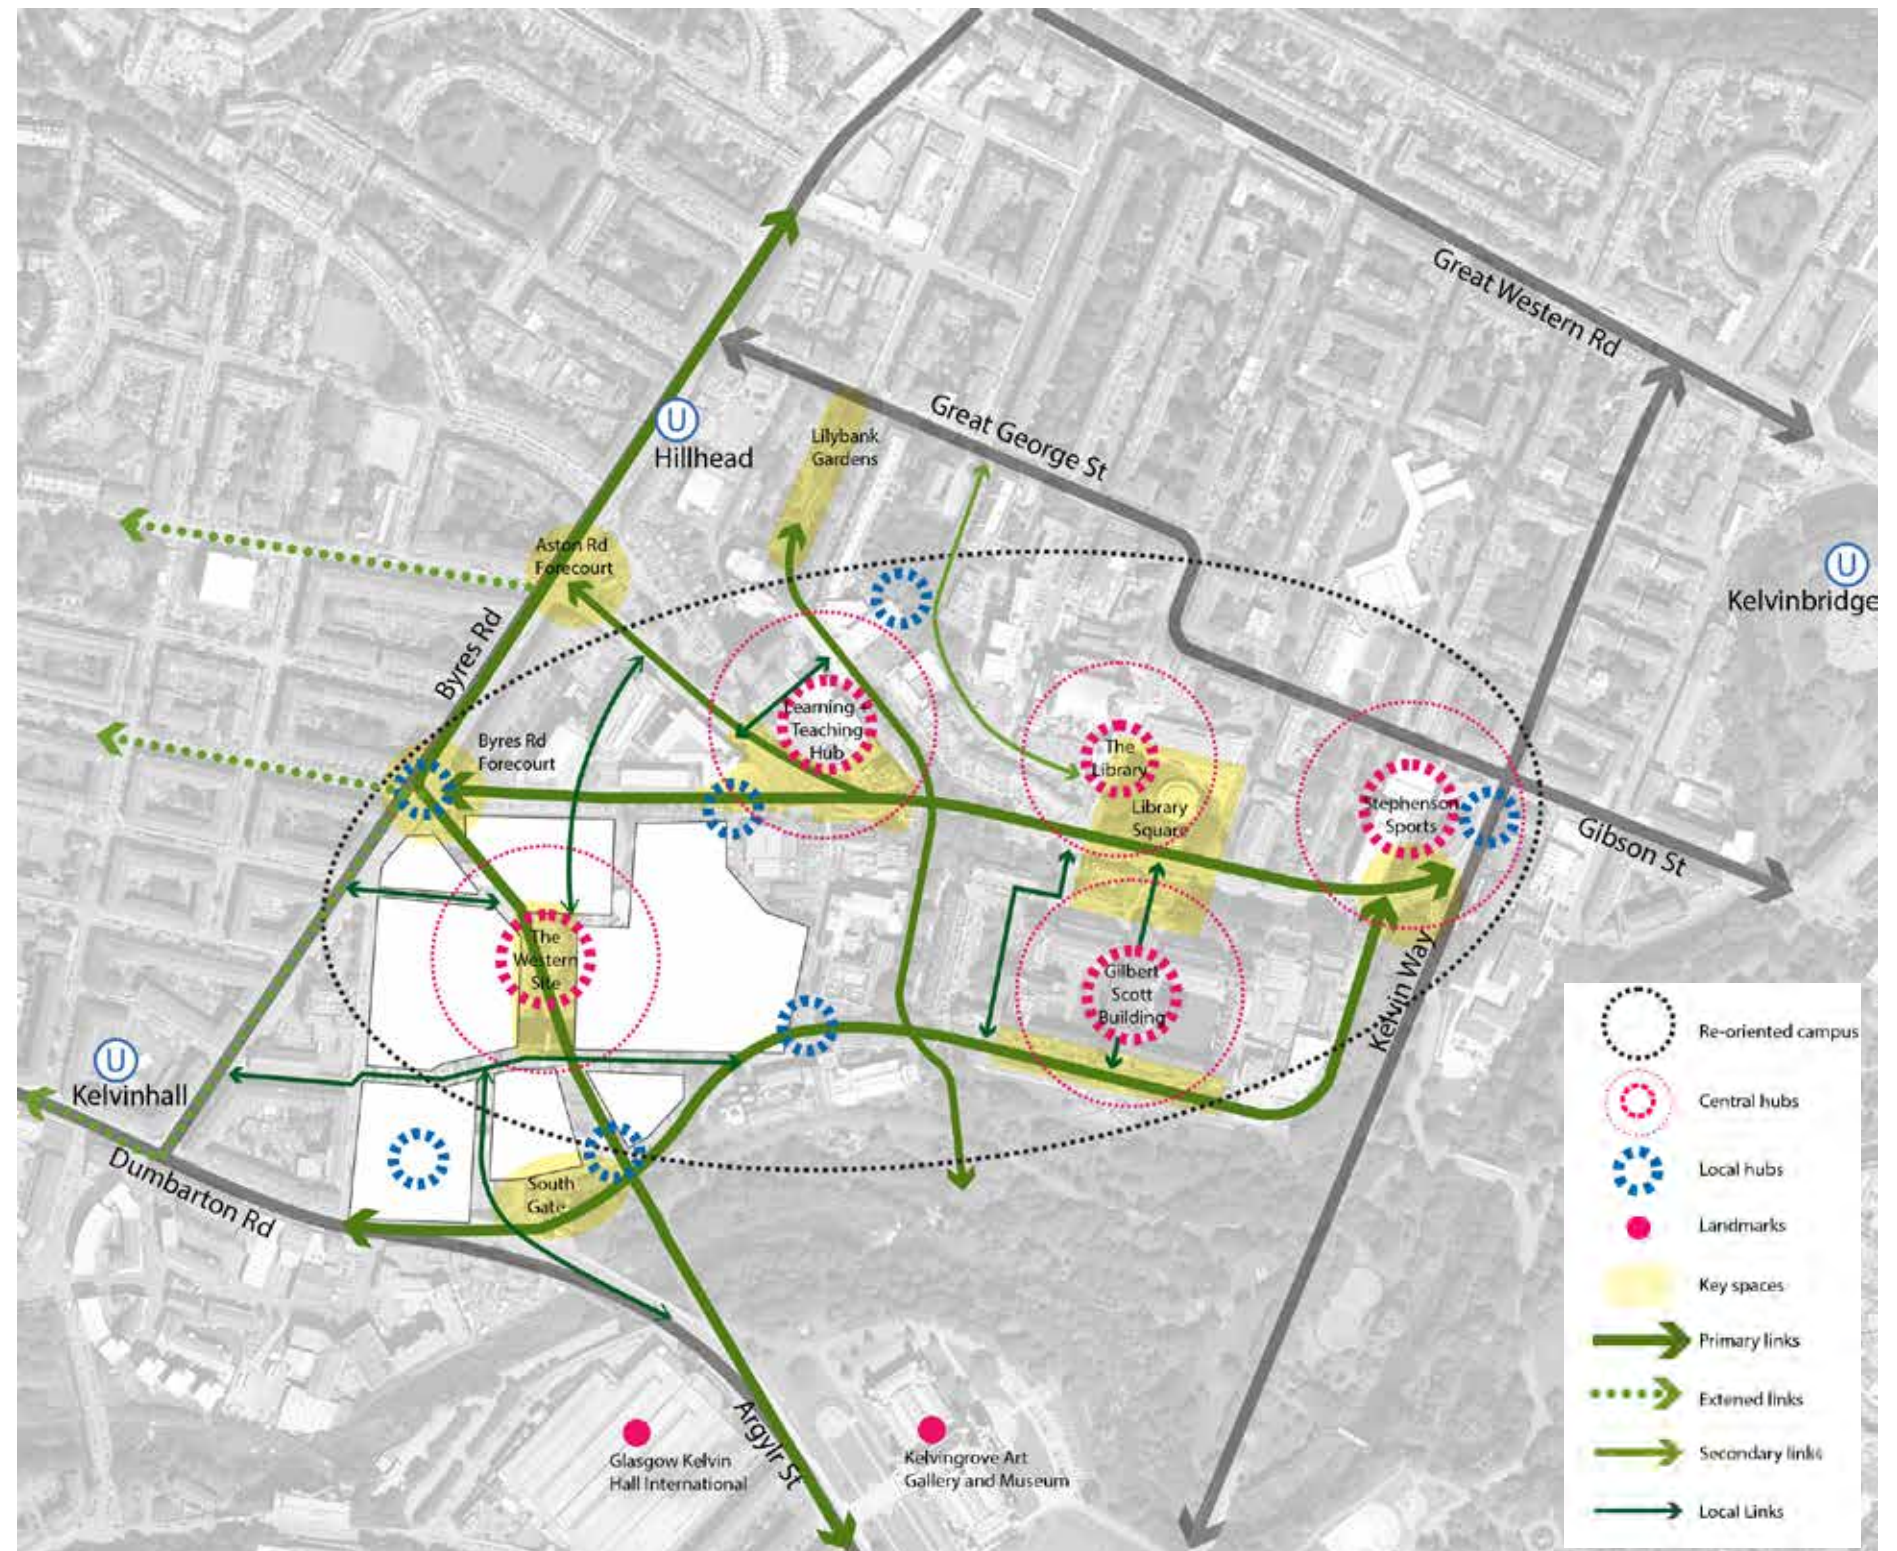 Great Western Rd
Great George St
Lilybank
Gardens
U
Hillhead
Aston Rd
Forecourt
U
Kelvinbridge
Byres Rd
Byres Rd
Forecourt
Learning +
Teaching
Hub
The
Library
Library
Square
Stephenson
Sports
Gibson St
The
Western
Site
Gilbert
Scott
Building
Kelvin Way
U
Kelvinhall
Dumbarton Rd
South
Gate
Argylr St
Glasgow Kelvin
Hall International
Kelvingrove Art
Gallery and Museum
Re-oriented campus
Central hubs
Local hubs
Landmarks
Key spaces
Primary links
Extened links
Secondary links
Local Links